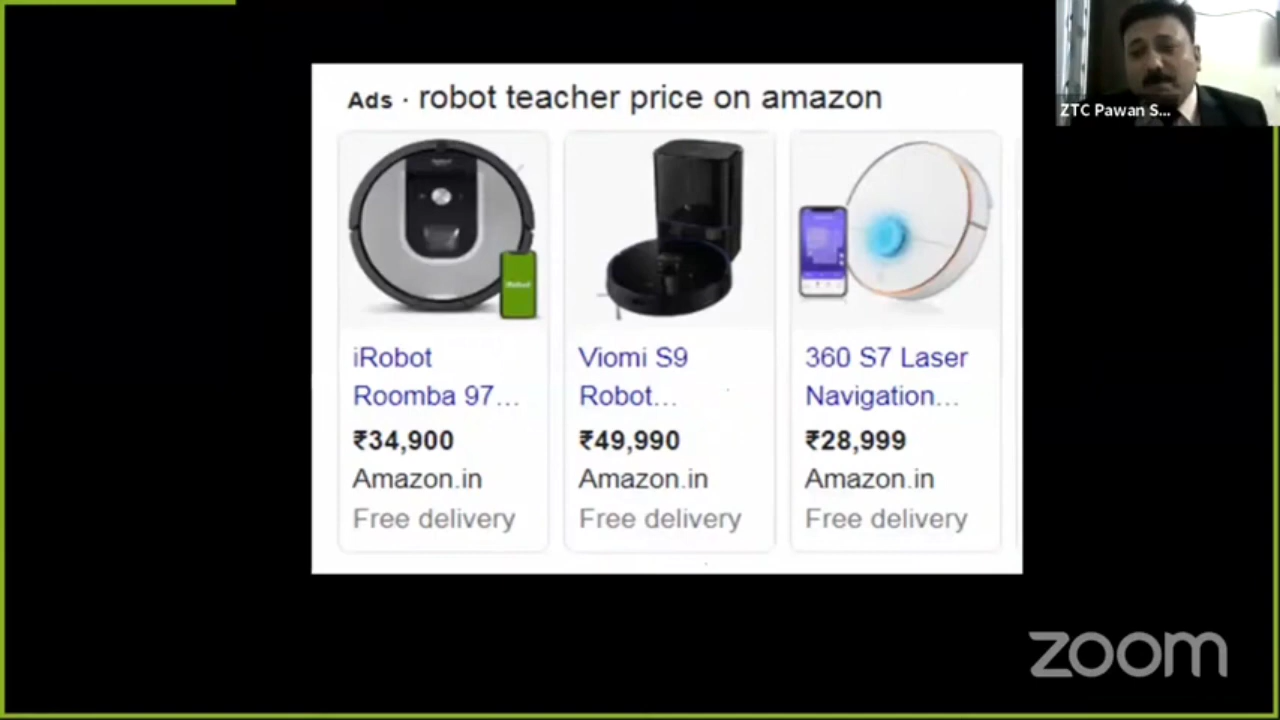 ZTC Pawan S...
Ads · robot teacher price on amazon
iRobot
Roomba 97...
₹34,900
Amazon.in
Free delivery
Viomi S9
Robot...
₹49,990
Amazon.in
Free delivery
360 S7 Laser
Navigation...
₹28,999
Amazon.in
Free delivery
zoom